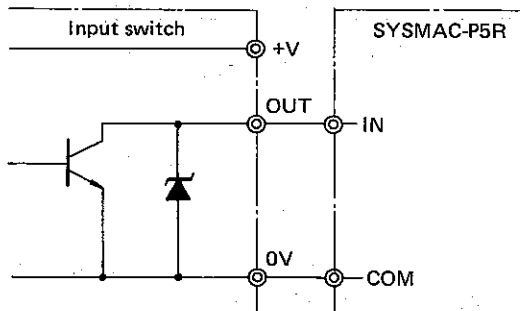 Input switch
SYSMAC-P5R
+V
OUT
IN
0V
COM